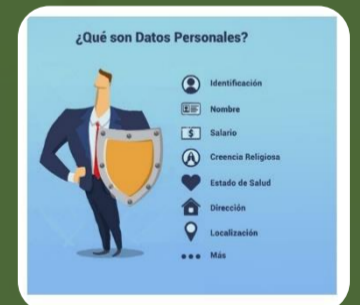 ¿Qué son Datos Personales?
Identificación
Nombre
$ Salario
Creencia Religiosa
Estado de Salud
Dirección
Localización
Más